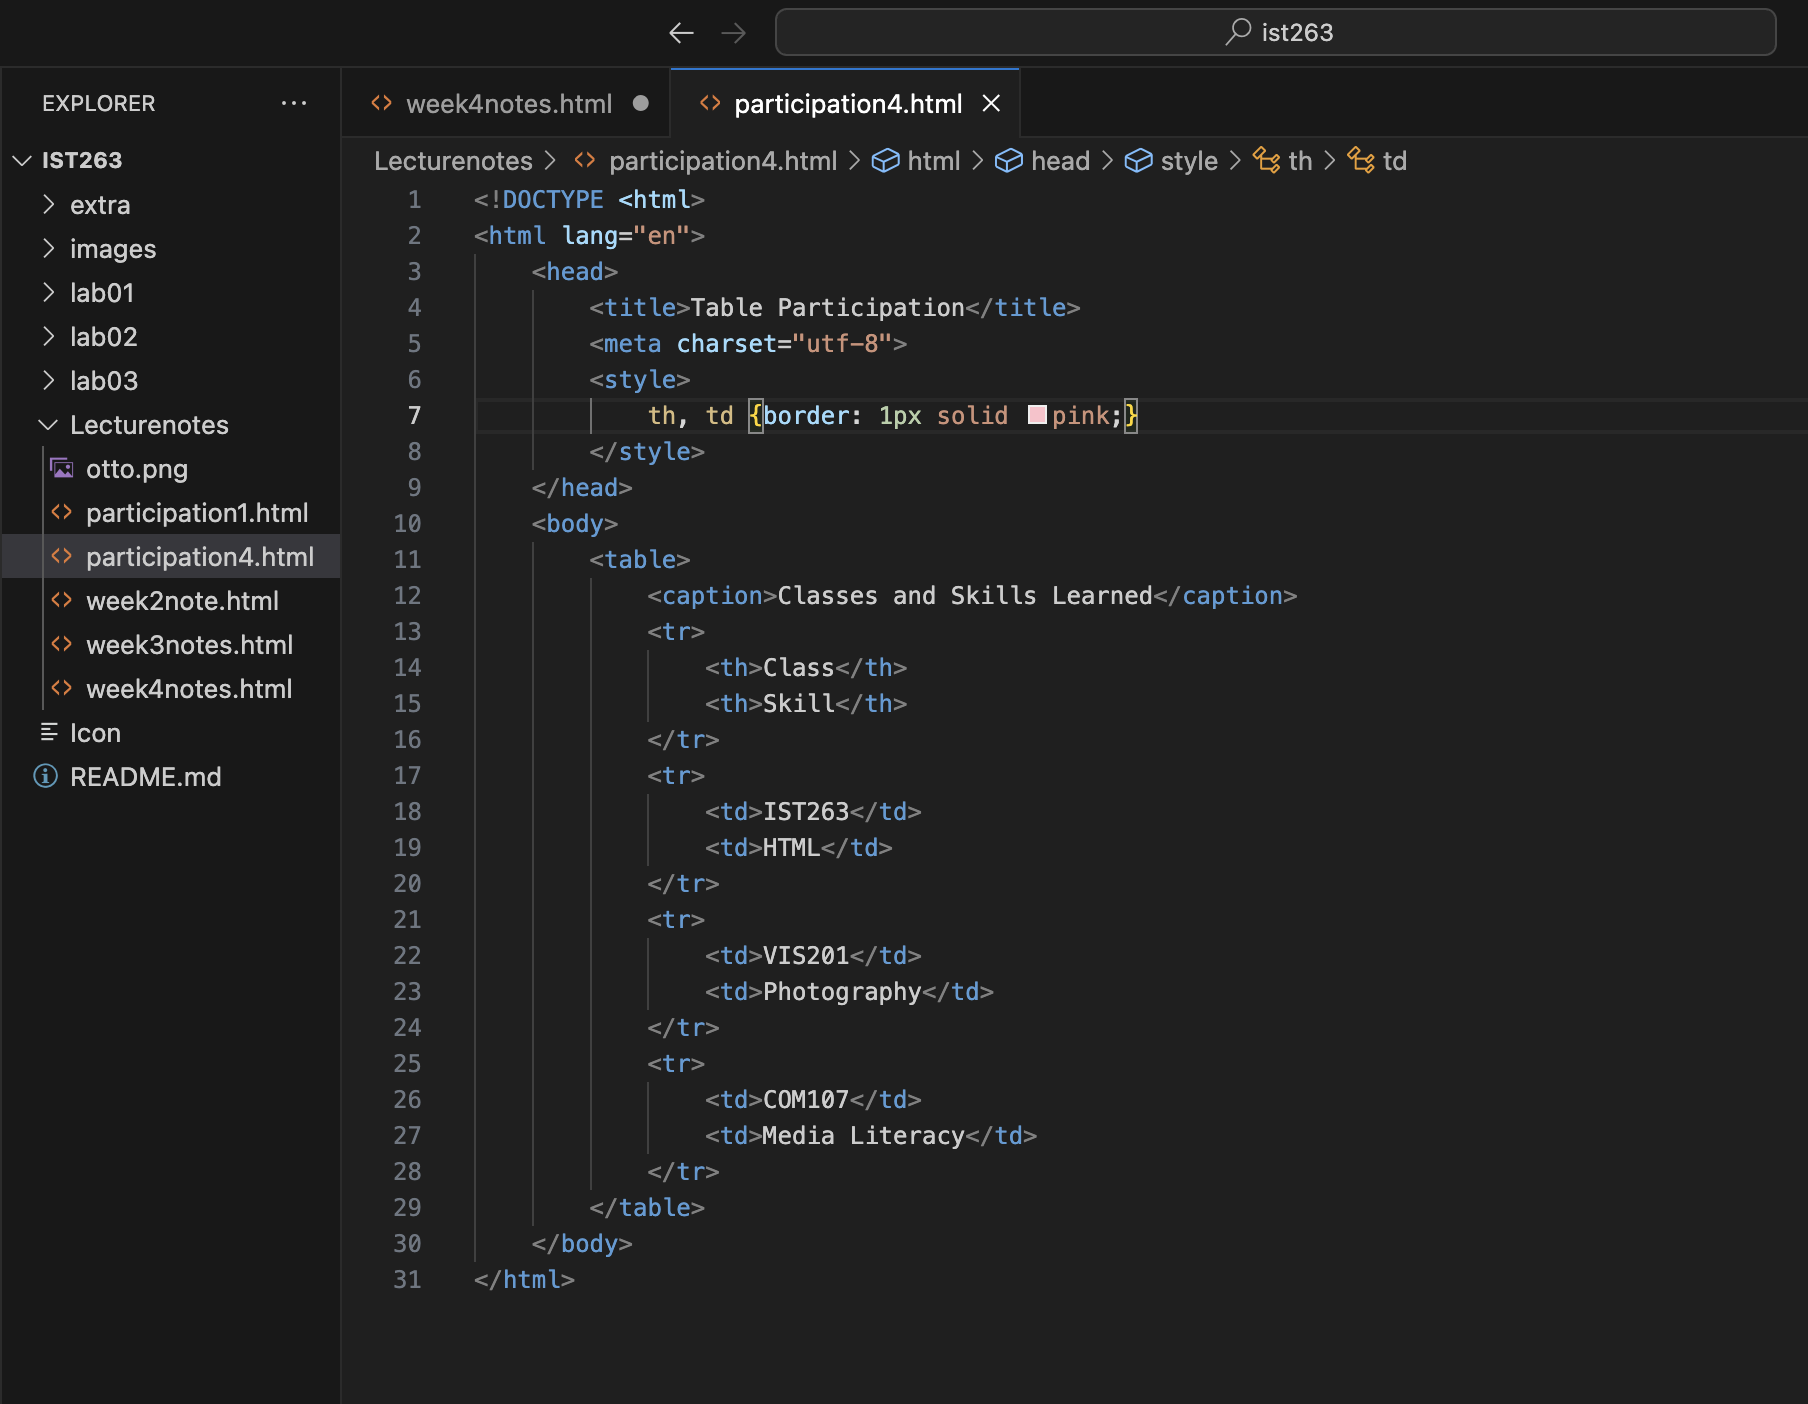 ist263
EXPLORER ...
week4notes.html
participation4.html
IST263
extra
images
lab01
lab02
lab03
Lecturenotes
otto.png
participation1.html
participation4.html
week2note.html
week3notes.html
week4notes.html
Icon
README.md
Lecturenotes > participation4.html > html > head > style > th > td
1 <!DOCTYPE <html>
2 <html lang="en">
3 <head>
4 <title>Table Participation</title>
5 <meta charset="utf-8">
6 <style>
7 th, td {border: 1px solid pink;}
8 </style>
9 </head>
10 <body>
11 <table>
12 <caption>Classes and Skills Learned</caption>
13 <tr>
14 <th>Class</th>
15 <th>Skill</th>
16 </tr>
17 <tr>
18 <td>IST263</td>
19 <td>HTML</td>
20 </tr>
21 <tr>
22 <td>VIS201</td>
23 <td>Photography</td>
24 </tr>
25 <tr>
26 <td>COM107</td>
27 <td>Media Literacy</td>
28 </tr>
29 </table>
30 </body>
31 </html>